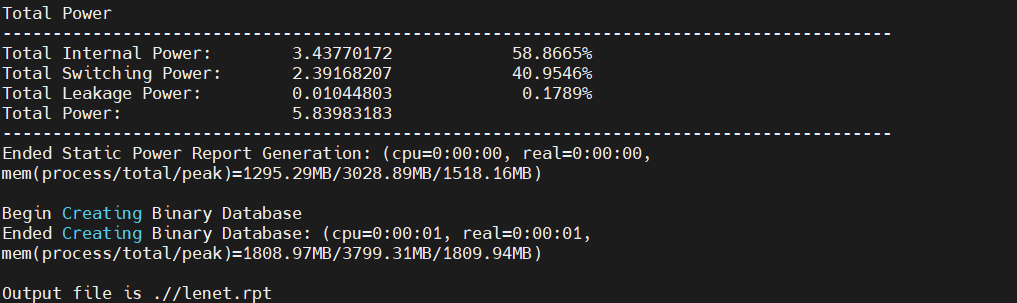 Total Power
-----------------------------------------------------------------------------------------
Total Internal Power:        3.43770172            58.8665%
Total Switching Power:       2.39168207            40.9546%
Total Leakage Power:         0.01044803             0.1789%
Total Power:                 5.83983183
-----------------------------------------------------------------------------------------
Ended Static Power Report Generation: (cpu=0:00:00, real=0:00:00,
mem(process/total/peak)=1295.29MB/3028.89MB/1518.16MB)

Begin Creating Binary Database
Ended Creating Binary Database: (cpu=0:00:01, real=0:00:01,
mem(process/total/peak)=1808.97MB/3799.31MB/1809.94MB)

Output file is .//lenet.rpt